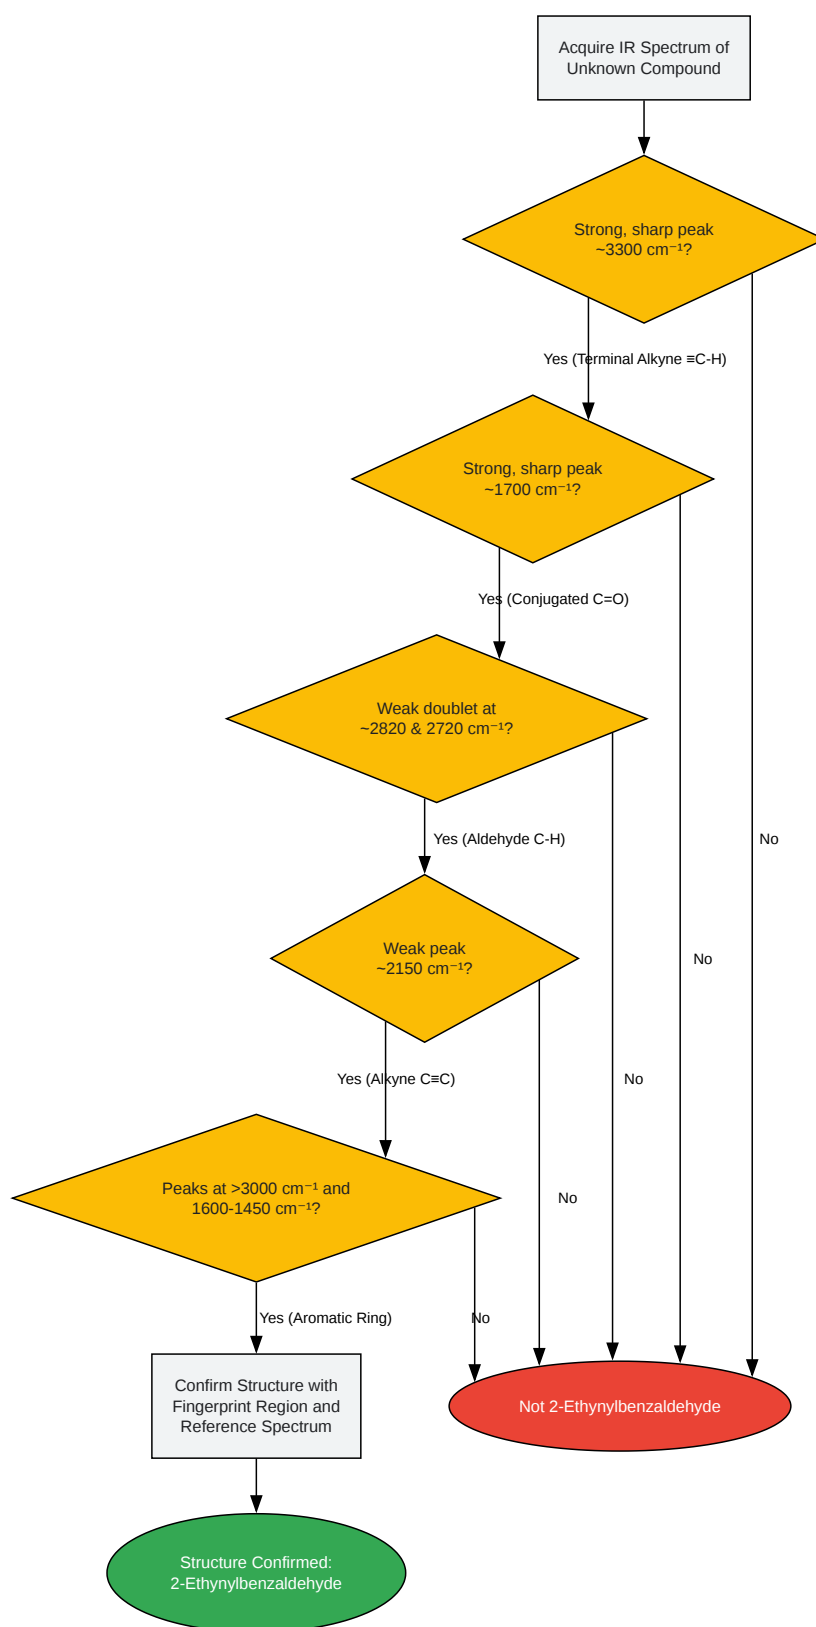 Acquire IR Spectrum of
Unknown Compound
Strong, sharp peak
~3300 cm⁻¹?
Yes (Terminal Alkyne ≡C-H)
Strong, sharp peak
~1700 cm⁻¹?
Yes (Conjugated C=O)
Weak doublet at
~2820 & 2720 cm⁻¹?
Yes (Aldehyde C-H)
No
Weak peak
~2150 cm⁻¹?
No
Yes (Alkyne C≡C)
No
Peaks at >3000 cm⁻¹ and
1600-1450 cm⁻¹?
No
Yes (Aromatic Ring)
No
Confirm Structure with
Fingerprint Region and
Reference Spectrum
Not 2-Ethynylbenzaldehyde
Structure Confirmed:
2-Ethynylbenzaldehyde